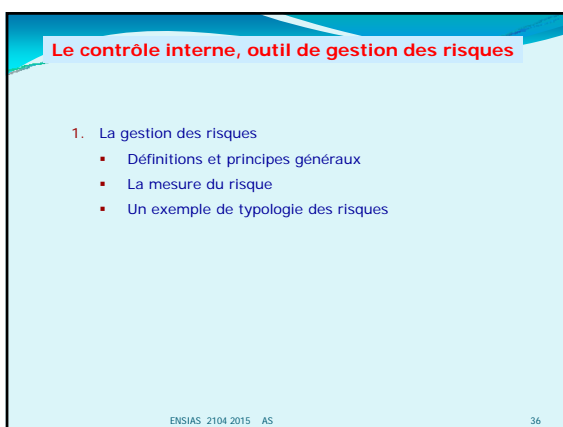 Le contrôle interne, outil de gestion des risques
1. La gestion des risques
▪ Définitions et principes généraux
▪ La mesure du risque
▪ Un exemple de typologie des risques
ENSIAS 2104 2015 AS 36